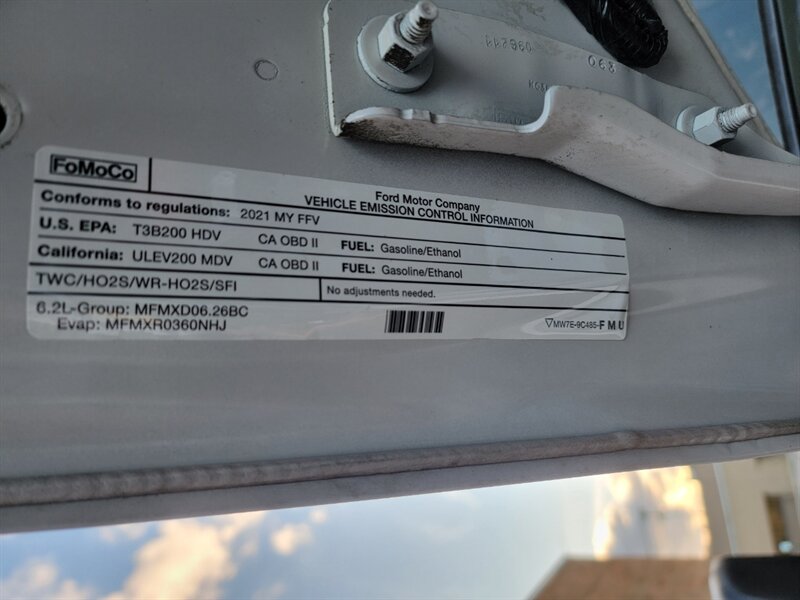 096211
390
FoMoCo
Ford Motor Company
VEHICLE EMISSION CONTROL INFORMATION
Conforms to regulations: 2021 MY FFV
U.S. EPA: T3B200 HDV CA OBD II FUEL: Gasoline/Ethanol
California: ULEV200 MDV CA OBD II FUEL: Gasoline/Ethanol
TWC/HO2S/WR-HO2S/SFI No adjustments needed.
6.2L-Group: MFMXD06.26BC
Evap: MFMXR0360NHJ
▽MW7E-9C485-FMU